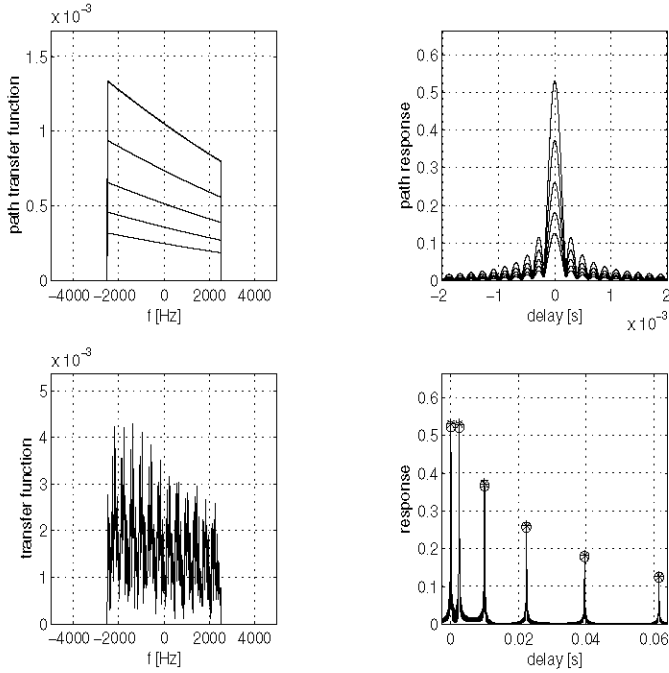 x 10⁻³
1.5
1
0.5
0
−4000 −2000 0 2000 4000
f [Hz]
path transfer function
0.6
0.5
0.4
0.3
0.2
0.1
0
−2 −1 0 1 2
delay [s]
x 10⁻³
path response
x 10⁻³
5
4
3
2
1
0
−4000 −2000 0 2000 4000
f [Hz]
transfer function
0.6
0.5
0.4
0.3
0.2
0.1
0
0 0.02 0.04 0.06
delay [s]
response